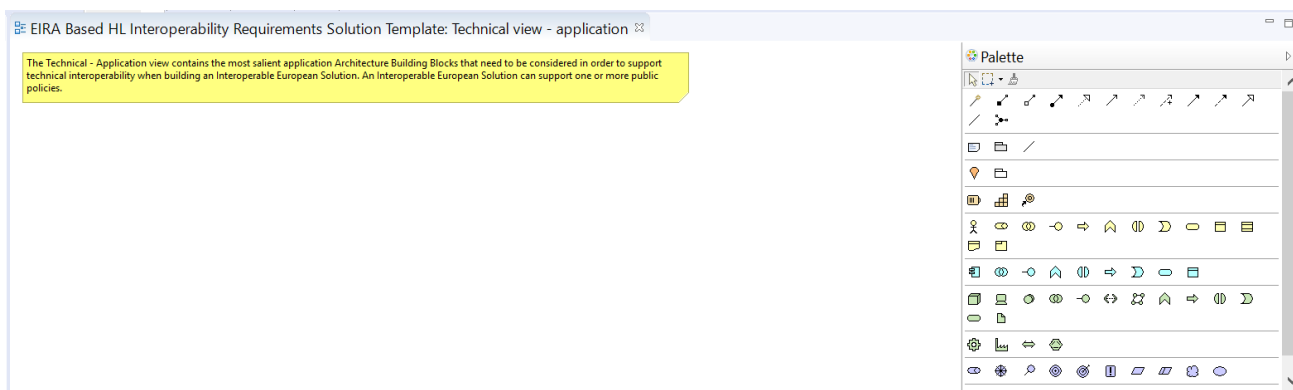 EIRA Based HL Interoperability Requirements Solution Template: Technical view - application
The Technical - Application view contains the most salient application Architecture Building Blocks that need to be considered in order to support
technical interoperability when building an Interoperable European Solution. An Interoperable European Solution can support one or more public
policies.
Palette